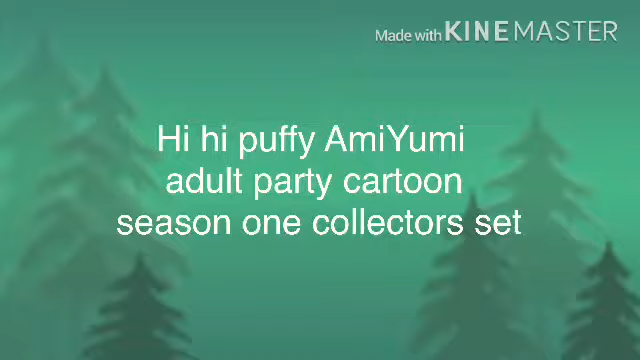 Made with KINEMASTER
Hi hi puffy AmiYumi
adult party cartoon
season one collectors set